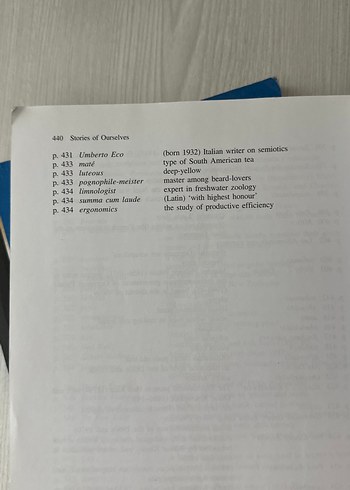 440 Stories of Ourselves
p. 431 Umberto Eco (born 1932) Italian writer on semiotics
p. 433 maté type of South American tea
p. 433 luteous deep-yellow
p. 433 pognophile-meister master among beard-lovers
p. 434 limnologist expert in freshwater zoology
p. 434 summa cum laude (Latin) ‘with highest honour’
p. 434 ergonomics the study of productive efficiency